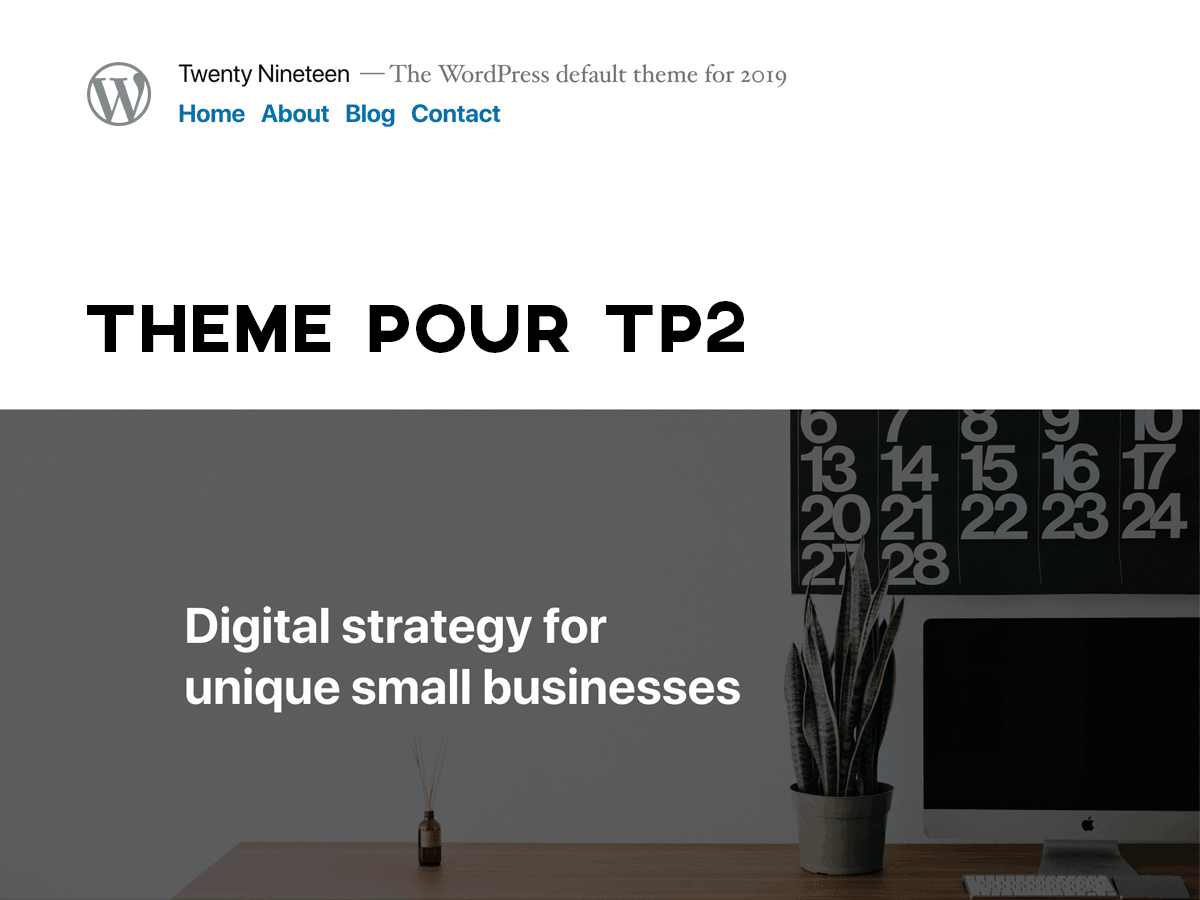 Twenty Nineteen — The WordPress default theme for 2019
Home About Blog Contact
THEME POUR TP2
6 7 8 9 10
13 14 15 16 17
20 21 22 23 24
27 28
Digital strategy for
unique small businesses